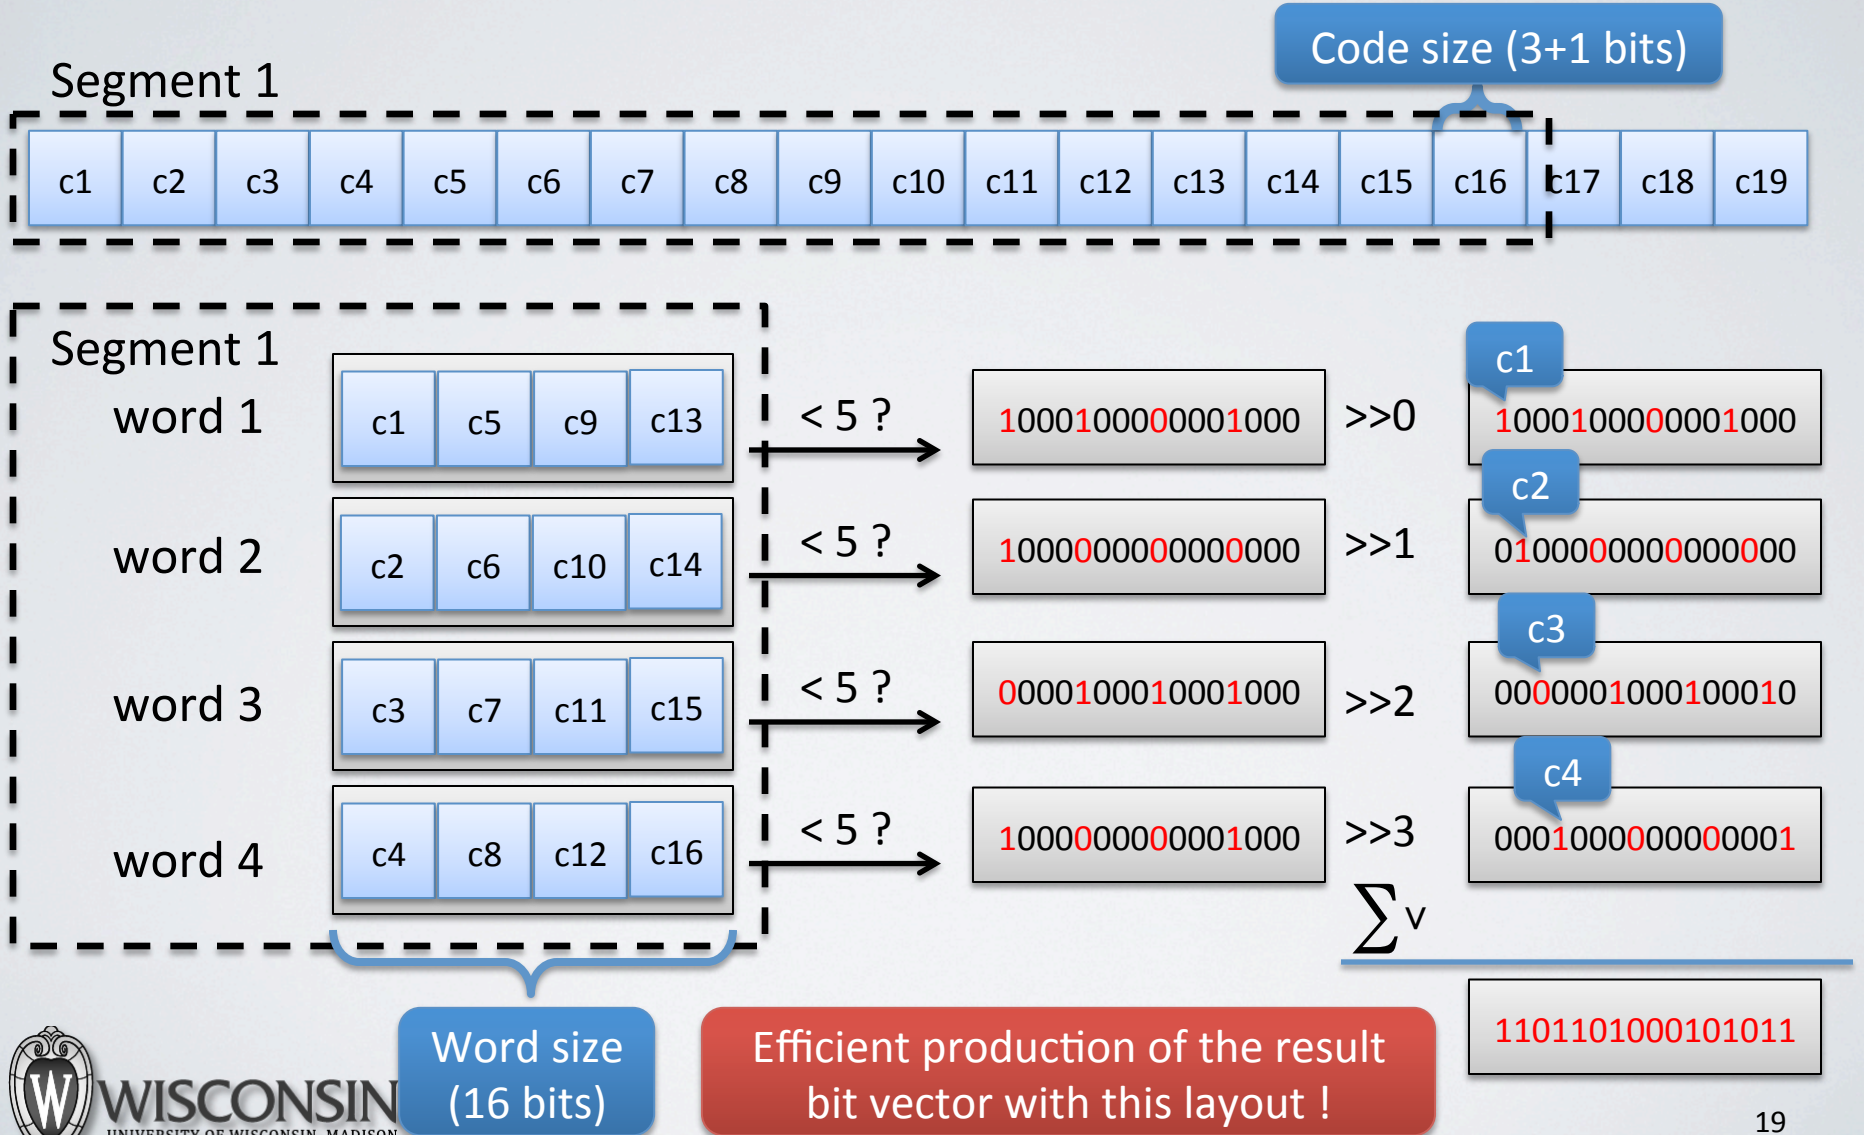 Code size (3+1 bits)
Segment 1
c1 c2 c3 c4 c5 c6 c7 c8 c9 c10 c11 c12 c13 c14 c15 c16 c17 c18 c19
Segment 1
c1
word 1 c1 c5 c9 c13 < 5 ? 1000100000001000 >>0 1000100000001000
c2
word 2 c2 c6 c10 c14 < 5 ? 1000000000000000 >>1 0100000000000000
c3
word 3 c3 c7 c11 c15 < 5 ? 0000100010001000 >>2 0000001000100010
c4
word 4 c4 c8 c12 c16 < 5 ? 1000000000001000 >>3 0001000000000001
∑∨
1101101000101011
Word size
(16 bits)
Efficient production of the result
bit vector with this layout !
W
WISCONSIN
UNIVERSITY OF WISCONSIN-MADISON
19